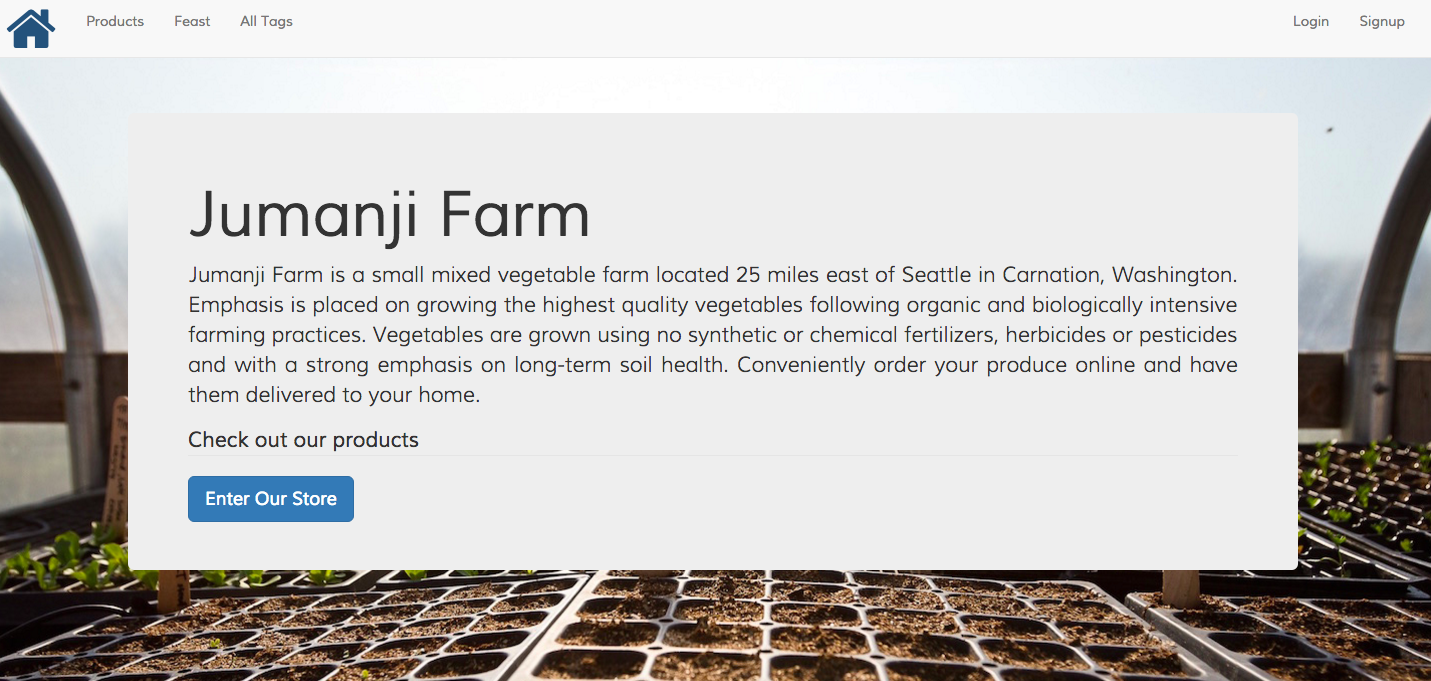 Products Feast All Tags Login Signup
Jumanji Farm
Jumanji Farm is a small mixed vegetable farm located 25 miles east of Seattle in Carnation, Washington.
Emphasis is placed on growing the highest quality vegetables following organic and biologically intensive
farming practices. Vegetables are grown using no synthetic or chemical fertilizers, herbicides or pesticides
and with a strong emphasis on long-term soil health. Conveniently order your produce online and have
them delivered to your home.
Check out our products
Enter Our Store